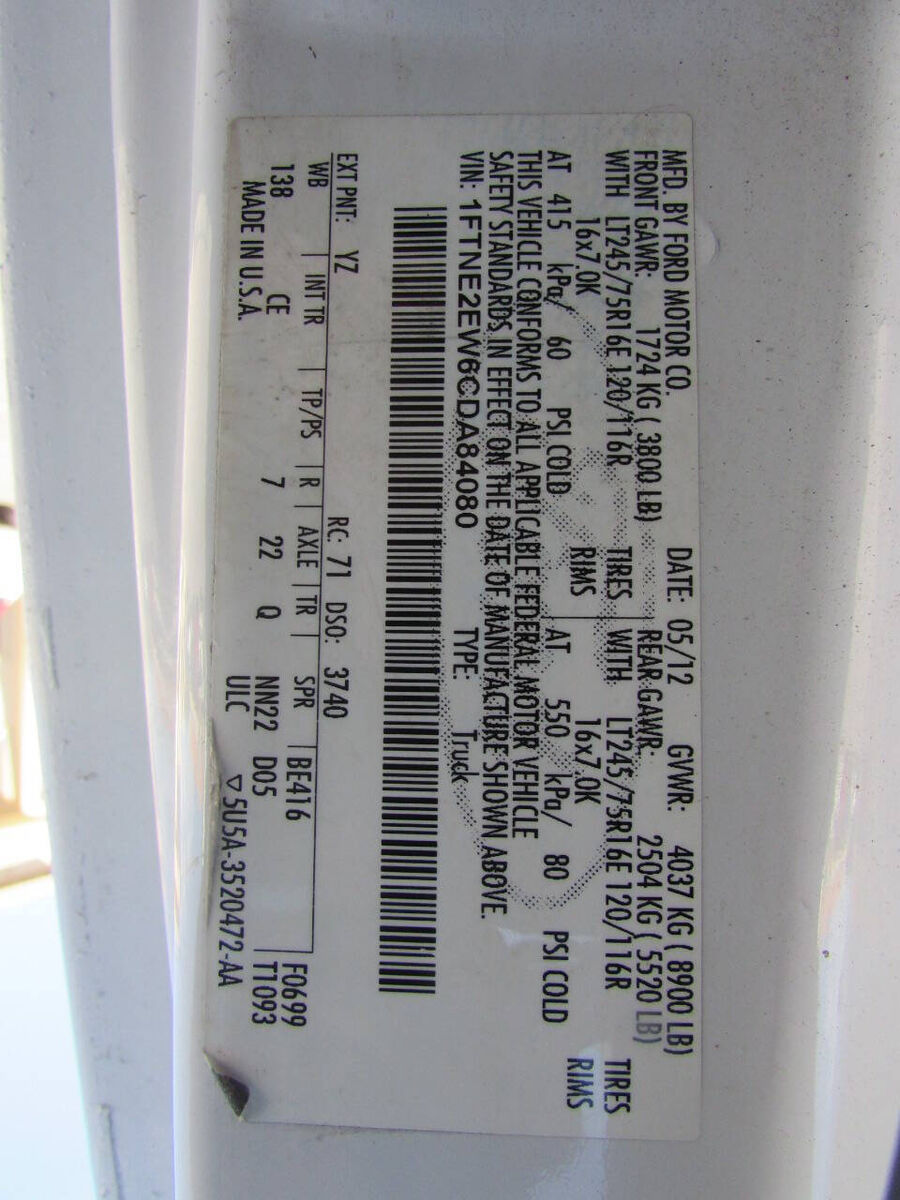 MFD. BY FORD MOTOR CO. DATE: 05/12 GVWR: 4037 KG ( 8900 LB)
FRONT GAWR: 1724 KG ( 3800 LB) REAR GAWR: 2504 KG ( 5520 LB)
WITH LT245/75R16E 120/116R TIRES WITH LT245/75R16E 120/116R TIRES
16x7.0K RIMS 16x7.0K RIMS
AT 415 kPa/ 60 PSI COLD AT 550 kPa/ 80 PSI COLD
THIS VEHICLE CONFORMS TO ALL APPLICABLE FEDERAL MOTOR VEHICLE
SAFETY STANDARDS IN EFFECT ON THE DATE OF MANUFACTURE SHOWN ABOVE.
VIN: 1FTNE2EW6CDA84080 TYPE: Truck
EXT PNT: YZ RC: 71 DSO: 3740
WB INT TR TP/PS R AXLE TR SPR BE416 F0699
138 CE 7 22 Q NN22 D05 T1093
MADE IN U.S.A. ULC ▽5U5A-3520472-AA